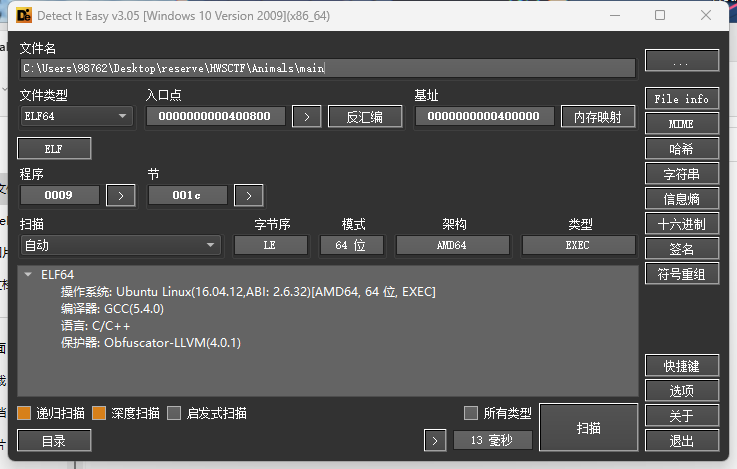 Detect It Easy v3.05 [Windows 10 Version 2009](x86_64)
文件名
C:\Users\98762\Desktop\reserve\HWSCTF\Animals\main
...
文件类型 入口点 基址
File info
ELF64 0000000000400800 > 反汇编 0000000000400000 内存映射
MIME
ELF
哈希
程序 节
字符串
0009 > 001c >
信息熵
扫描 字节序 模式 架构 类型
十六进制
自动 LE 64 位 AMD64 EXEC
签名
ELF64
符号重组
操作系统: Ubuntu Linux(16.04.12,ABI: 2.6.32)[AMD64, 64 位, EXEC]
编译器: GCC(5.4.0)
语言: C/C++
保护器: Obfuscator-LLVM(4.0.1)
快捷键
选项
递归扫描 深度扫描 启发式扫描 所有类型 扫描
关于
目录 > 13 毫秒
退出